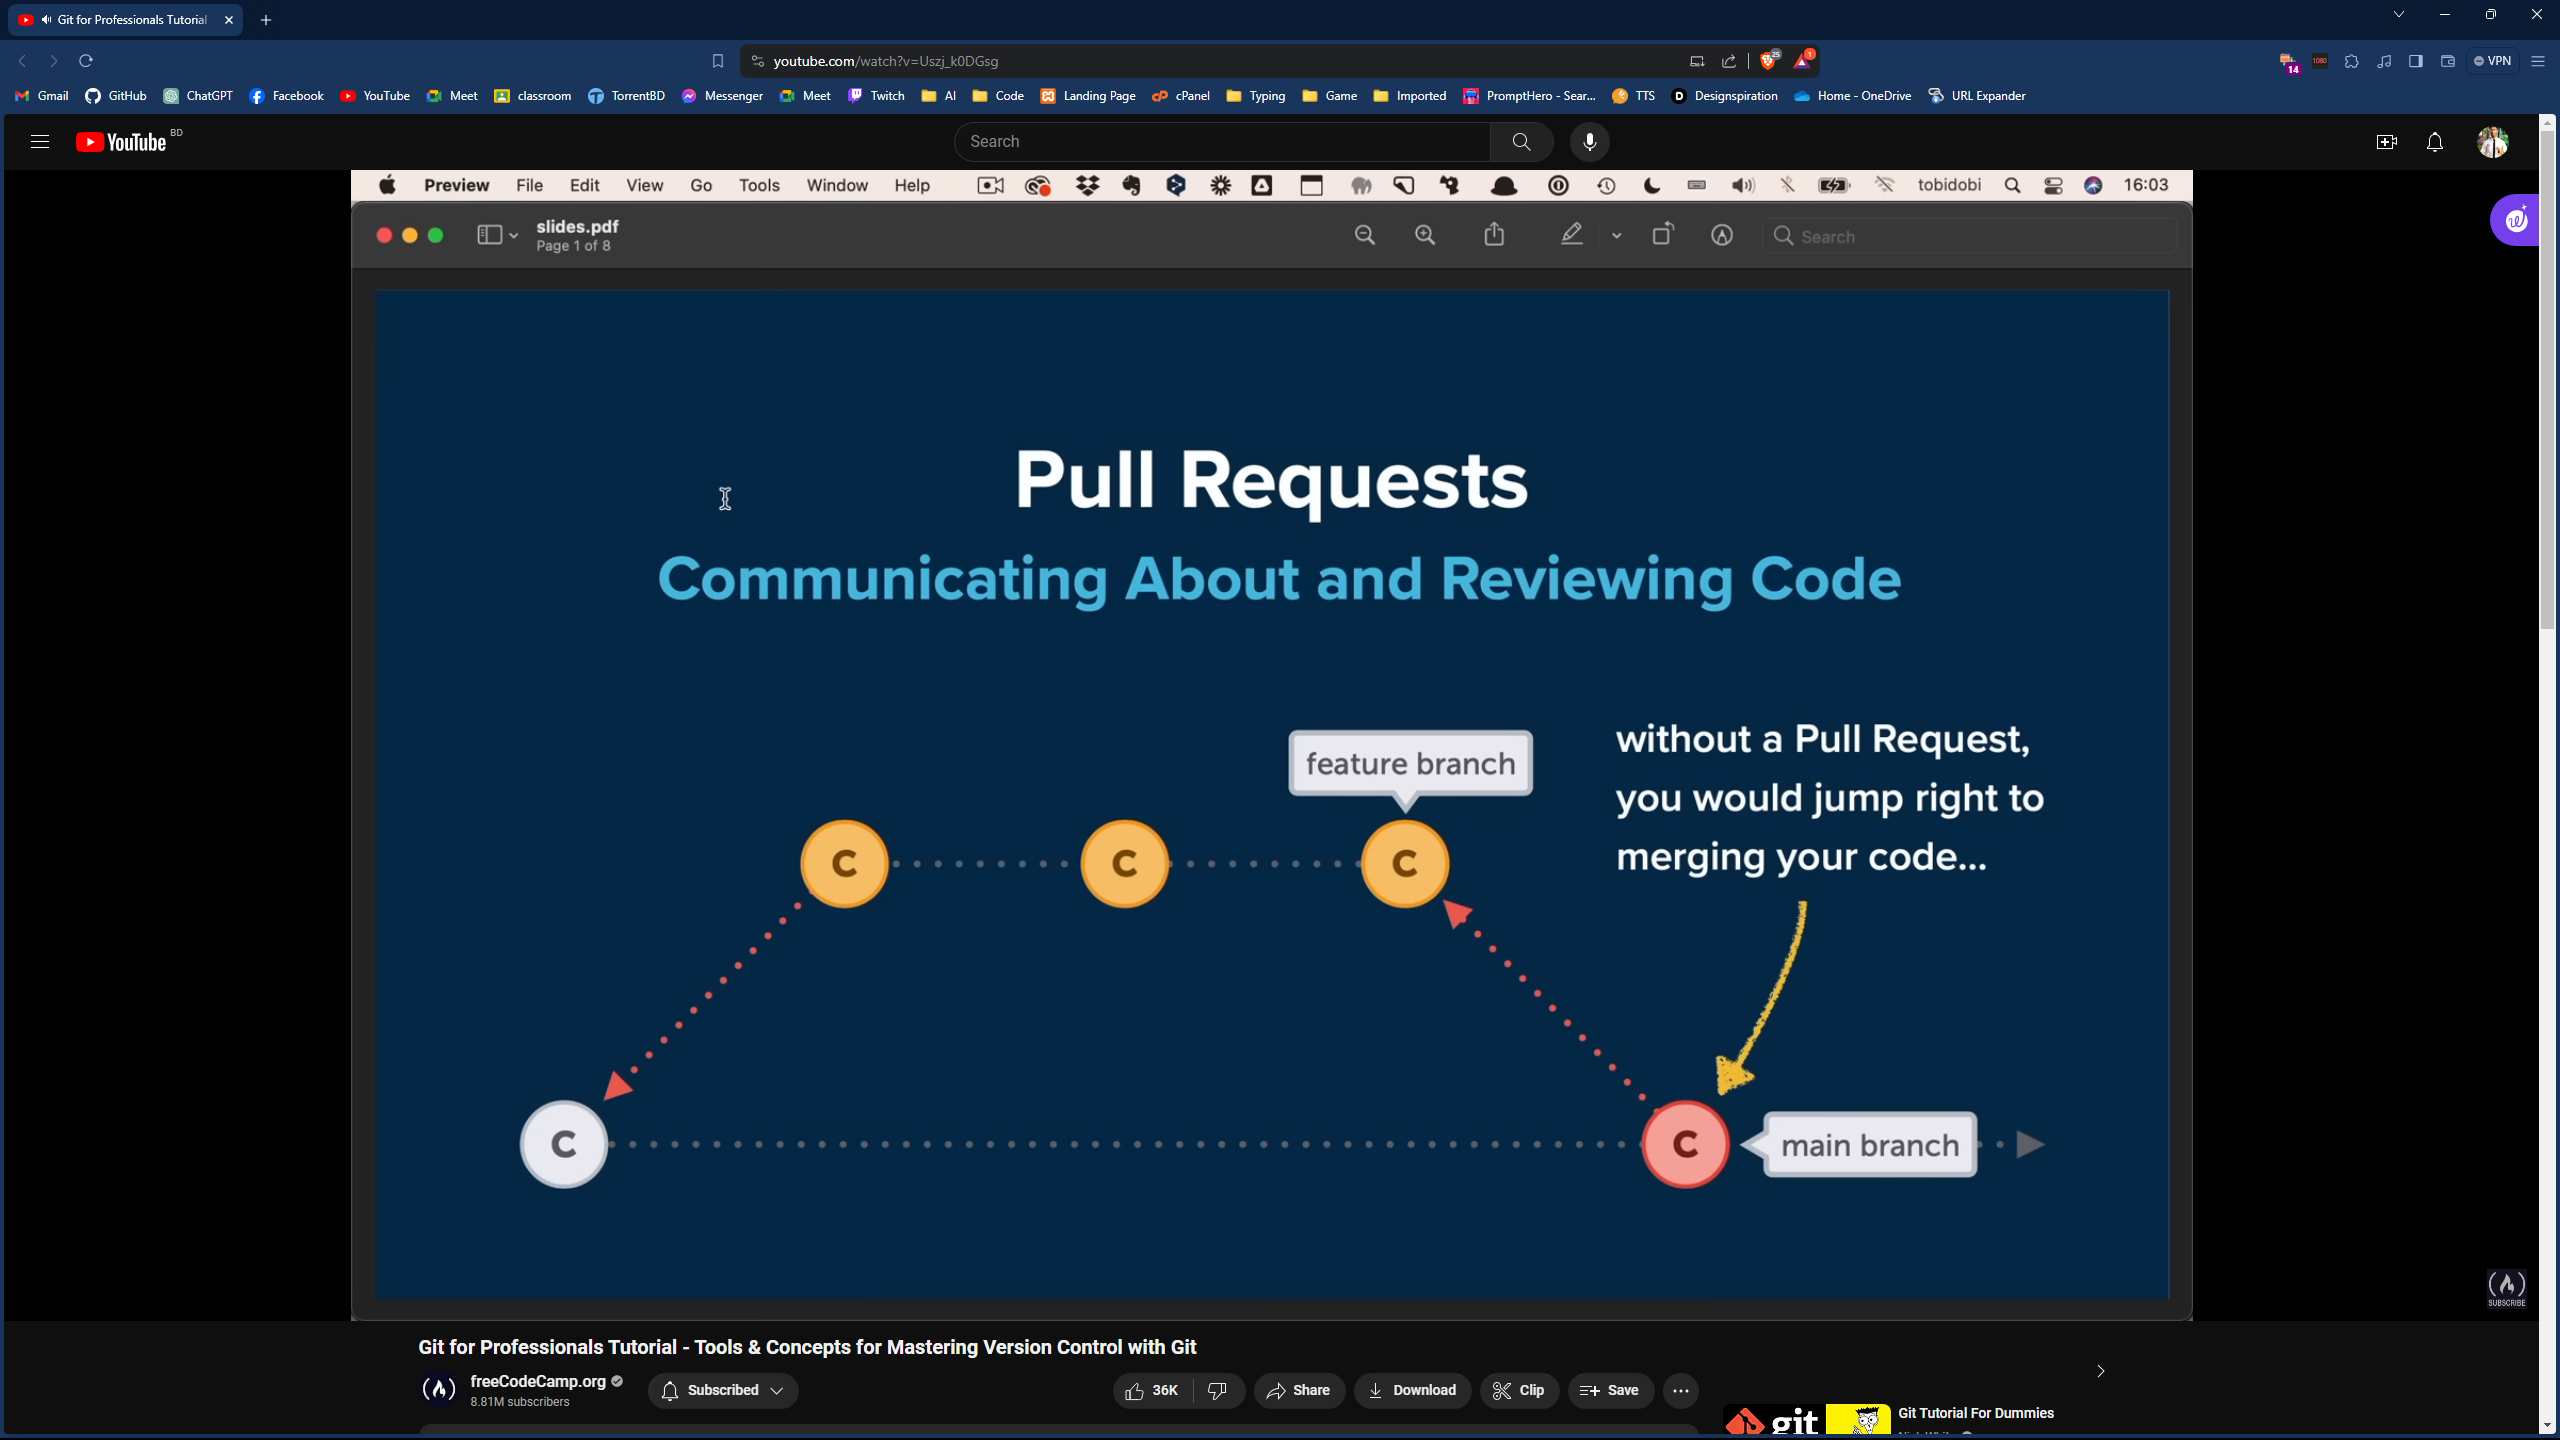 Git for Professionals Tutorial
youtube.com/watch?v=Uszj_k0DGsg
25
1
14
1080
VPN
Gmail GitHub ChatGPT Facebook YouTube Meet classroom TorrentBD Messenger Meet Twitch AI Code Landing Page cPanel Typing Game Imported PromptHero - Sear... TTS Designspiration Home - OneDrive URL Expander
YouTube BD
Search
Preview File Edit View Go Tools Window Help tobidobi 16:03
slides.pdf
Page 1 of 8
Search
Pull Requests
Communicating About and Reviewing Code
feature branch
without a Pull Request,
you would jump right to
merging your code...
C C C
C C main branch
SUBSCRIBE
Git for Professionals Tutorial - Tools & Concepts for Mastering Version Control with Git
freeCodeCamp.org
8.81M subscribers
Subscribed
36K Share Download Clip Save
git
Git Tutorial For Dummies